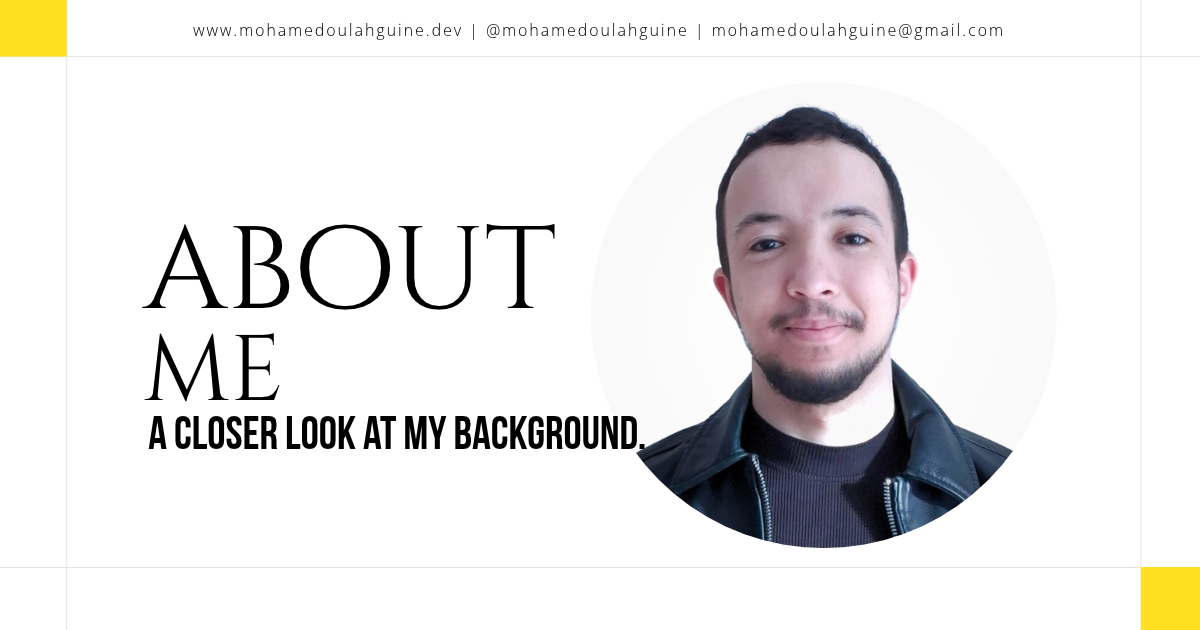 www.mohamedoulahguine.dev | @mohamedoulahguine | mohamedoulahguine@gmail.com
ABOUT
ME
A CLOSER LOOK AT MY BACKGROUND.